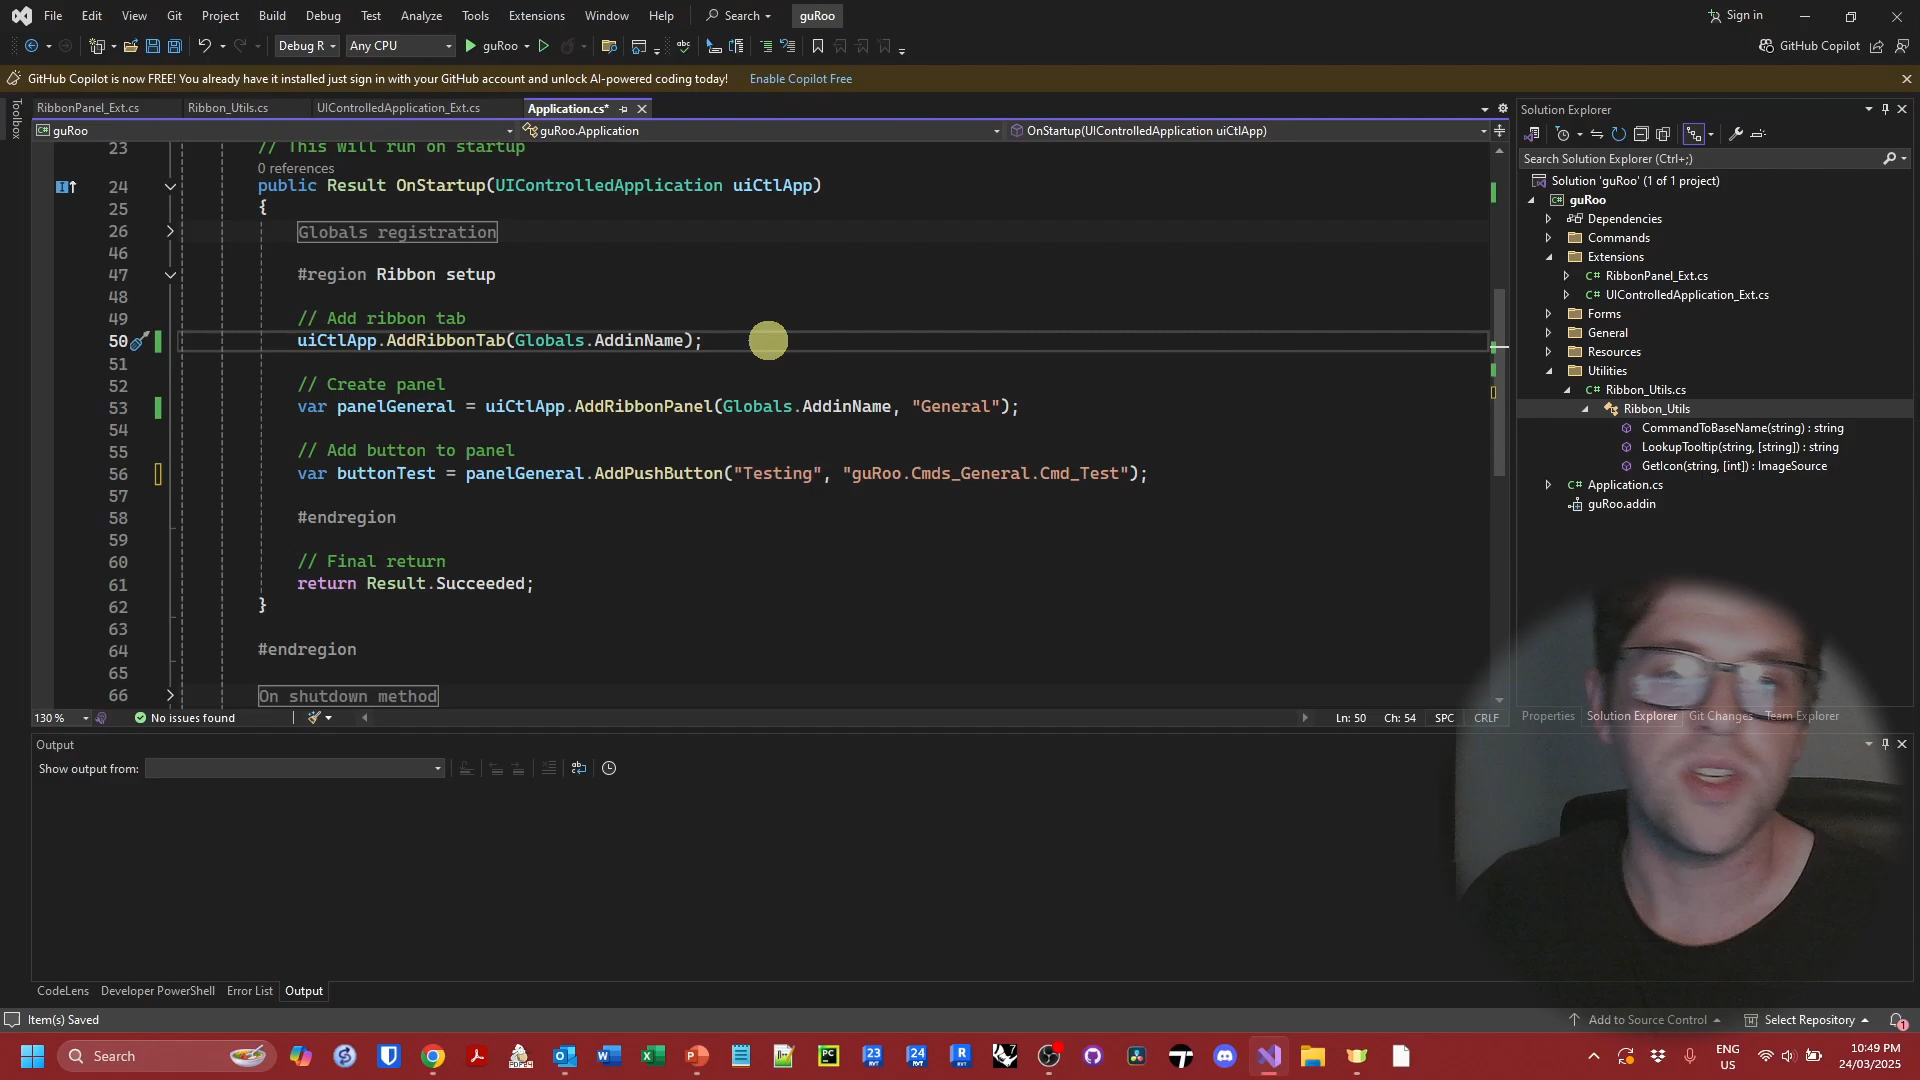 File Edit View Git Project Build Debug Test Analyze Tools Extensions Window Help Search guRoo Sign in
Debug R Any CPU guRoo GitHub Copilot
GitHub Copilot is now FREE! You already have it installed just sign in with your GitHub account and unlock AI-powered coding today! Enable Copilot Free
Toolbox
RibbonPanel_Ext.cs Ribbon_Utils.cs UIControlledApplication_Ext.cs Application.cs*
guRoo guRoo.Application OnStartup(UIControlledApplication uiCtlApp)
23 // This will run on startup
0 references
24 public Result OnStartup(UIControlledApplication uiCtlApp)
25 {
26 Globals registration
46
47 #region Ribbon setup
48
49 // Add ribbon tab
50 uiCtlApp.AddRibbonTab(Globals.AddinName);
51
52 // Create panel
53 var panelGeneral = uiCtlApp.AddRibbonPanel(Globals.AddinName, "General");
54
55 // Add button to panel
56 var buttonTest = panelGeneral.AddPushButton("Testing", "guRoo.Cmds_General.Cmd_Test");
57
58 #endregion
59
60 // Final return
61 return Result.Succeeded;
62 }
63
64 #endregion
65
66 On shutdown method
130 % No issues found Ln: 50 Ch: 54 SPC CRLF
Solution Explorer
Search Solution Explorer (Ctrl+;)
Solution 'guRoo' (1 of 1 project)
guRoo
Dependencies
Commands
Extensions
C# RibbonPanel_Ext.cs
C# UIControlledApplication_Ext.cs
Forms
General
Resources
Utilities
C# Ribbon_Utils.cs
Ribbon_Utils
CommandToBaseName(string) : string
LookupTooltip(string, [string]) : string
GetIcon(string, [int]) : ImageSource
C# Application.cs
guRoo.addin
Properties Solution Explorer Git Changes Team Explorer
Output
Show output from:
CodeLens Developer PowerShell Error List Output
Item(s) Saved Add to Source Control Select Repository 1
Search 23 24 R ENG
US 10:49 PM
24/03/2025